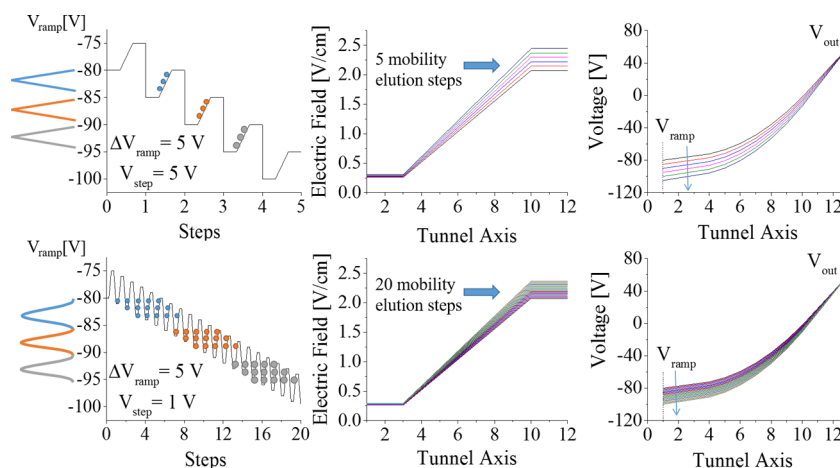 V_ramp[V]
-75
-80
-85
-90
-95
-100
ΔV_ramp = 5 V
V_step = 5 V
0 1 2 3 4 5
Steps
Electric Field [V/cm]
2.5
2.0
1.5
1.0
0.5
0.0
5 mobility
elution steps
2 4 6 8 10 12
Tunnel Axis
Voltage [V]
80
40
0
-40
-80
-120
V_out
V_ramp
0 2 4 6 8 10 12
Tunnel Axis
V_ramp[V]
-75
-80
-85
-90
-95
-100
ΔV_ramp = 5 V
V_step = 1 V
0 4 8 12 16 20
Steps
Electric Field [V/cm]
2.5
2.0
1.5
1.0
0.5
0.0
20 mobility
elution steps
2 4 6 8 10 12
Tunnel Axis
Voltage [V]
80
40
0
-40
-80
-120
V_out
V_ramp
0 2 4 6 8 10 12
Tunnel Axis